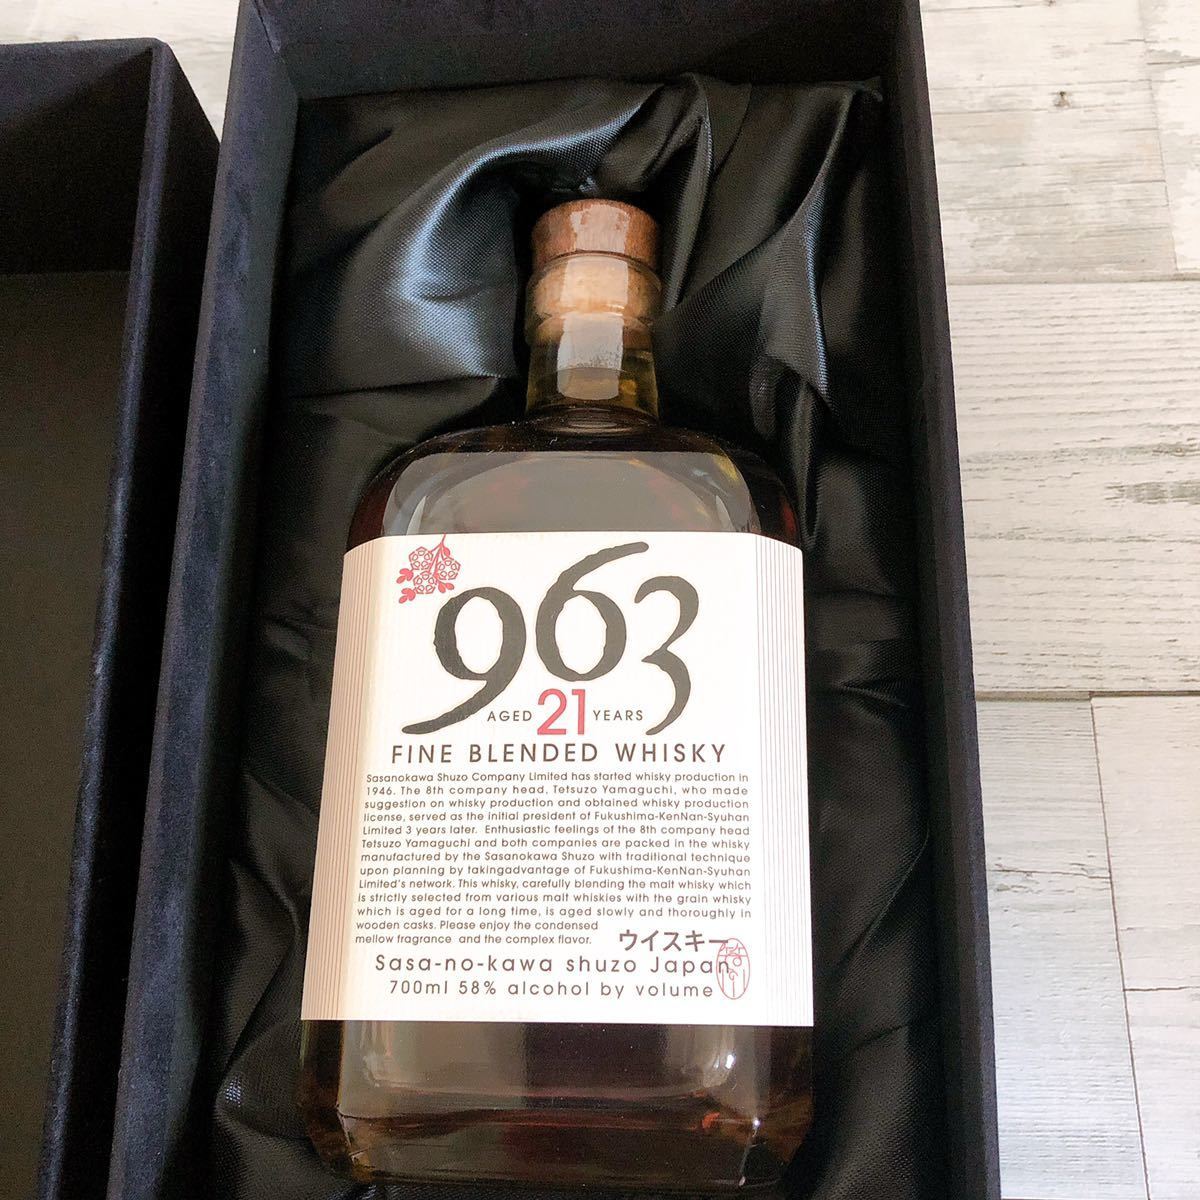 963
AGED 21 YEARS
FINE BLENDED WHISKY
Sasanokawa Shuzo Company Limited has started whisky production in
1946. The 8th company head, Tetsuzo Yamaguchi, who made
suggestion on whisky production and obtained whisky production
license, served as the initial president of Fukushima-KenNan-Syuhan
Limited 3 years later. Enthusiastic feelings of the 8th company head
Tetsuzo Yamaguchi and both companies are packed in the whisky
manufactured by the Sasanokawa Shuzo with traditional technique
upon planning by takingadvantage of Fukushima-KenNan-Syuhan
Limited's network. This whisky, carefully blending the malt whisky which
is strictly selected from various malt whiskies with the grain whisky
which is aged for a long time, is aged slowly and thoroughly in
wooden casks. Please enjoy the condensed
mellow fragrance and the complex flavor.
ウイスキー
Sasa-no-kawa shuzo Japan
700ml 58% alcohol by volume